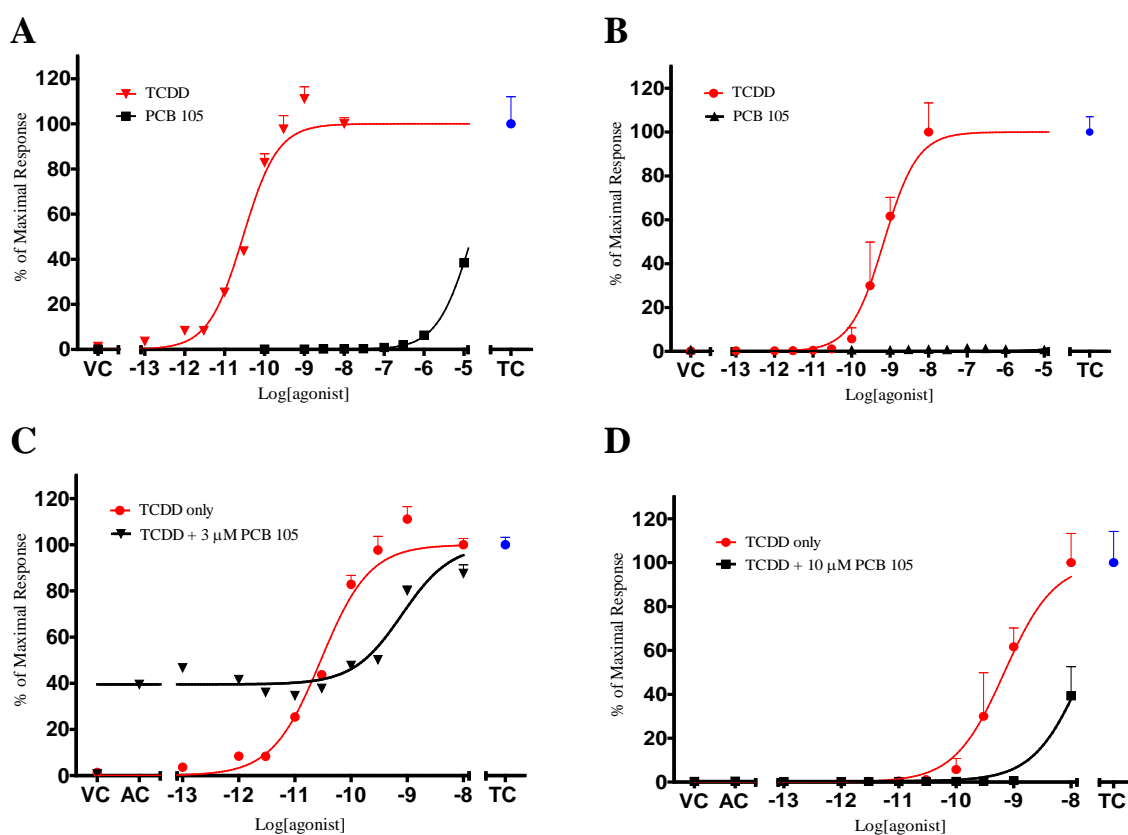 A
% of Maximal Response
120
100
80
60
40
20
0
TCDD
PCB 105
VC -13 -12 -11 -10 -9 -8 -7 -6 -5 TC
Log[agonist]
B
% of Maximal Response
120
100
80
60
40
20
0
TCDD
PCB 105
VC -13 -12 -11 -10 -9 -8 -7 -6 -5 TC
Log[agonist]
C
% of Maximal Response
120
100
80
60
40
20
0
TCDD only
TCDD + 3 μM PCB 105
VC AC -13 -12 -11 -10 -9 -8 TC
Log[agonist]
D
% of Maximal Response
120
100
80
60
40
20
0
TCDD only
TCDD + 10 μM PCB 105
VC AC -13 -12 -11 -10 -9 -8 TC
Log[agonist]